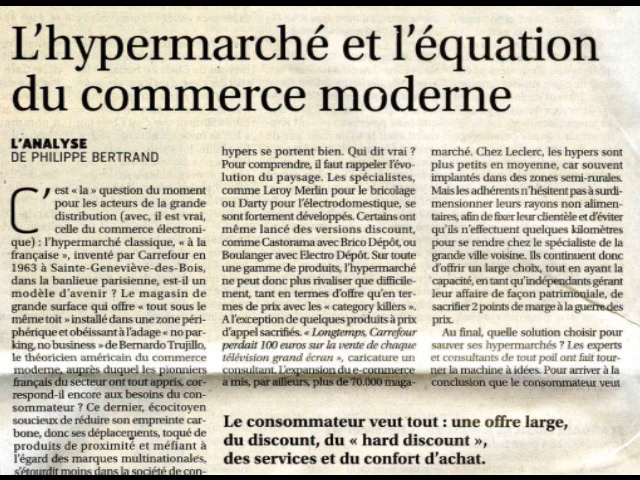 L'hypermarché et l'équation
du commerce moderne
L'ANALYSE
DE PHILIPPE BERTRAND
C'est « la » question du moment
pour les acteurs de la grande
distribution (avec, il est vrai,
celle du commerce électroni-
que) : l'hypermarché classique, « à la
française », inventé par Carrefour en
1963 à Sainte-Geneviève-des-Bois,
dans la banlieue parisienne, est-il un
modèle d'avenir ? Le magasin de
grande surface qui offre « tout sous le
même toit » installé dans une zone péri-
phérique et obéissant à l'adage « no par-
king, no business » de Bernardo Trujillo,
le théoricien américain du commerce
moderne, auprès duquel les pionniers
français du secteur ont tout appris, cor-
respond-il encore aux besoins du con-
sommateur ? Ce dernier, écocitoyen
soucieux de réduire son empreinte car-
bone, donc ses déplacements, toqué de
produits de proximité et méfiant à
l'égard des marques multinationales,
s'étourdit moins dans la société de con-
hypers se portent bien. Qui dit vrai ?
Pour comprendre, il faut rappeler l'évo-
lution du paysage. Les spécialistes,
comme Leroy Merlin pour le bricolage
ou Darty pour l'électrodomestique, se
sont fortement développés. Certains ont
même lancé des versions discount,
comme Castorama avec Brico Dépôt, ou
Boulanger avec Electro Dépôt. Sur toute
une gamme de produits, l'hypermarché
ne peut donc plus rivaliser que difficile-
ment, tant en termes d'offre qu'en ter-
mes de prix avec les « category killers ».
A l'exception de quelques produits à prix
d'appel sacrifiés. « Longtemps, Carrefour
perdait 100 euros sur la vente de chaque
télévision grand écran », caricature un
consultant. L'expansion du e-commerce
a mis, par ailleurs, plus de 70.000 maga-
marché. Chez Leclerc, les hypers sont
plus petits en moyenne, car souvent
implantés dans des zones semi-rurales.
Mais les adhérents n'hésitent pas à surdi-
mensionner leurs rayons non alimen-
taires, afin de fixer leur clientèle et d'éviter
qu'ils n'effectuent quelques kilomètres
pour se rendre chez le spécialiste de la
grande ville voisine. Ils continuent donc
d'offrir un large choix, tout en ayant la
capacité, en tant qu'indépendants gérant
leur affaire de façon patrimoniale, de
sacrifier 2 points de marge à la guerre des
prix.
Au final, quelle solution choisir pour
sauver ses hypermarchés ? Les experts
et consultants de tout poil ont fait tour-
ner la machine à idées. Pour arriver à la
conclusion que le consommateur veut
Le consommateur veut tout : une offre large,
du discount, du « hard discount »,
des services et du confort d'achat.